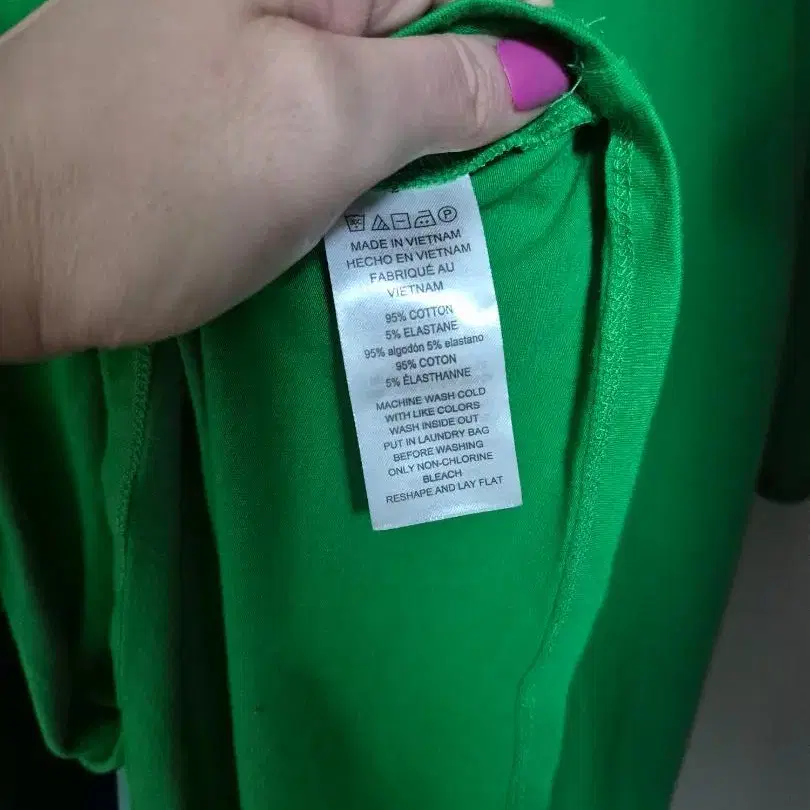 MADE IN VIETNAM
HECHO EN VIETNAM
FABRIQUÉ AU
VIETNAM
95% COTTON
5% ELASTANE
95% algodón 5% elastano
95% COTON
5% ÉLASTHANNE
MACHINE WASH COLD
WITH LIKE COLORS
WASH INSIDE OUT
PUT IN LAUNDRY BAG
BEFORE WASHING
ONLY NON-CHLORINE
BLEACH
RESHAPE AND LAY FLAT